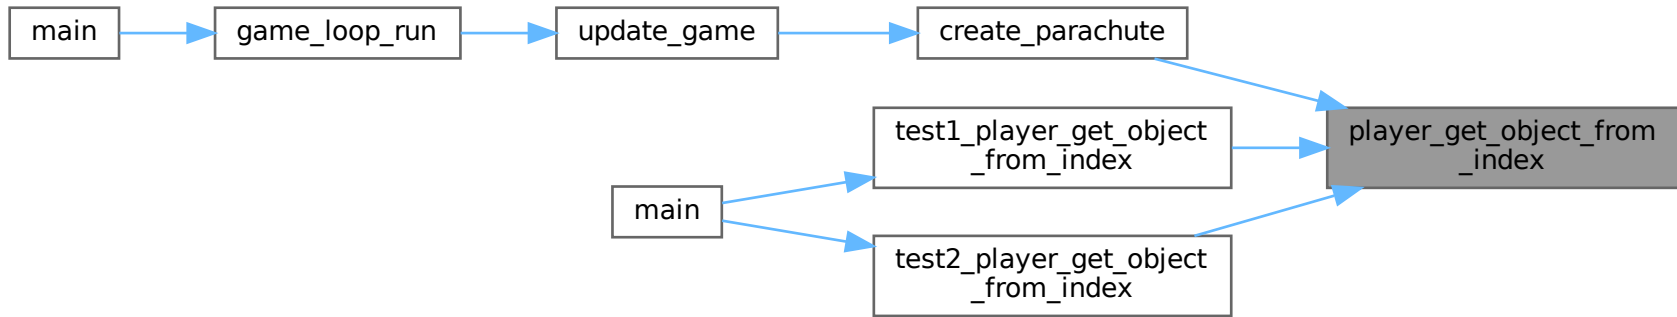 main
game_loop_run
update_game
create_parachute
test1_player_get_object
_from_index
player_get_object_from
_index
main
test2_player_get_object
_from_index